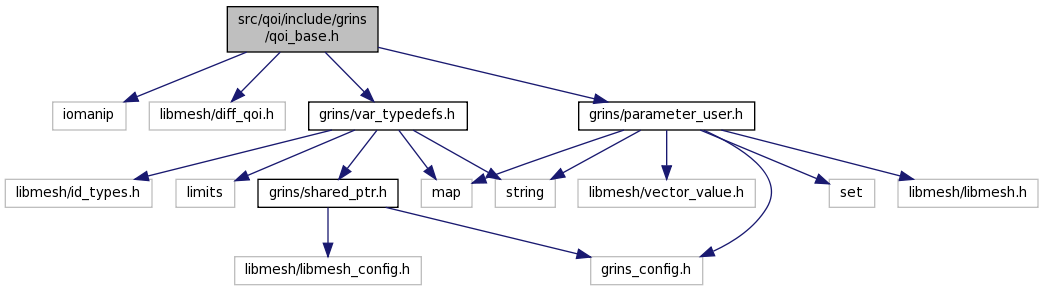 src/qoi/include/grins
/qoi_base.h
iomanip
libmesh/diff_qoi.h
grins/var_typedefs.h
grins/parameter_user.h
libmesh/id_types.h
limits
grins/shared_ptr.h
map
string
libmesh/vector_value.h
set
libmesh/libmesh.h
libmesh/libmesh_config.h
grins_config.h